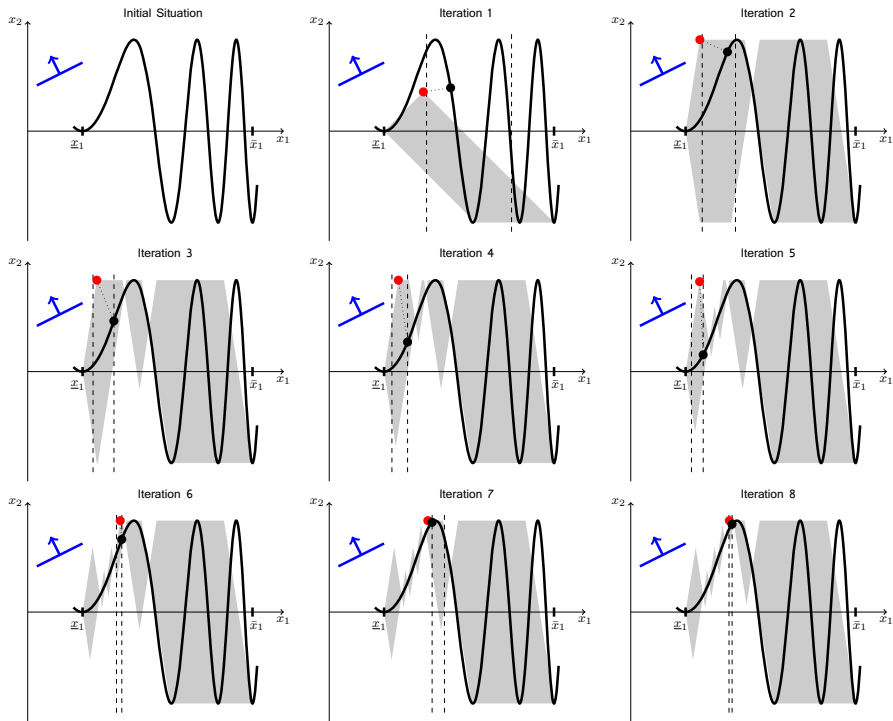 Initial Situation
Iteration 1
Iteration 2
x₂
x₂
x₂
x̲₁
x̄₁
x₁
x̲₁
x̄₁
x₁
x̲₁
x̄₁
x₁
Iteration 3
Iteration 4
Iteration 5
x₂
x₂
x₂
x̲₁
x̄₁
x₁
x̲₁
x̄₁
x₁
x̲₁
x̄₁
x₁
Iteration 6
Iteration 7
Iteration 8
x₂
x₂
x₂
x̲₁
x̄₁
x₁
x̲₁
x̄₁
x₁
x̲₁
x̄₁
x₁